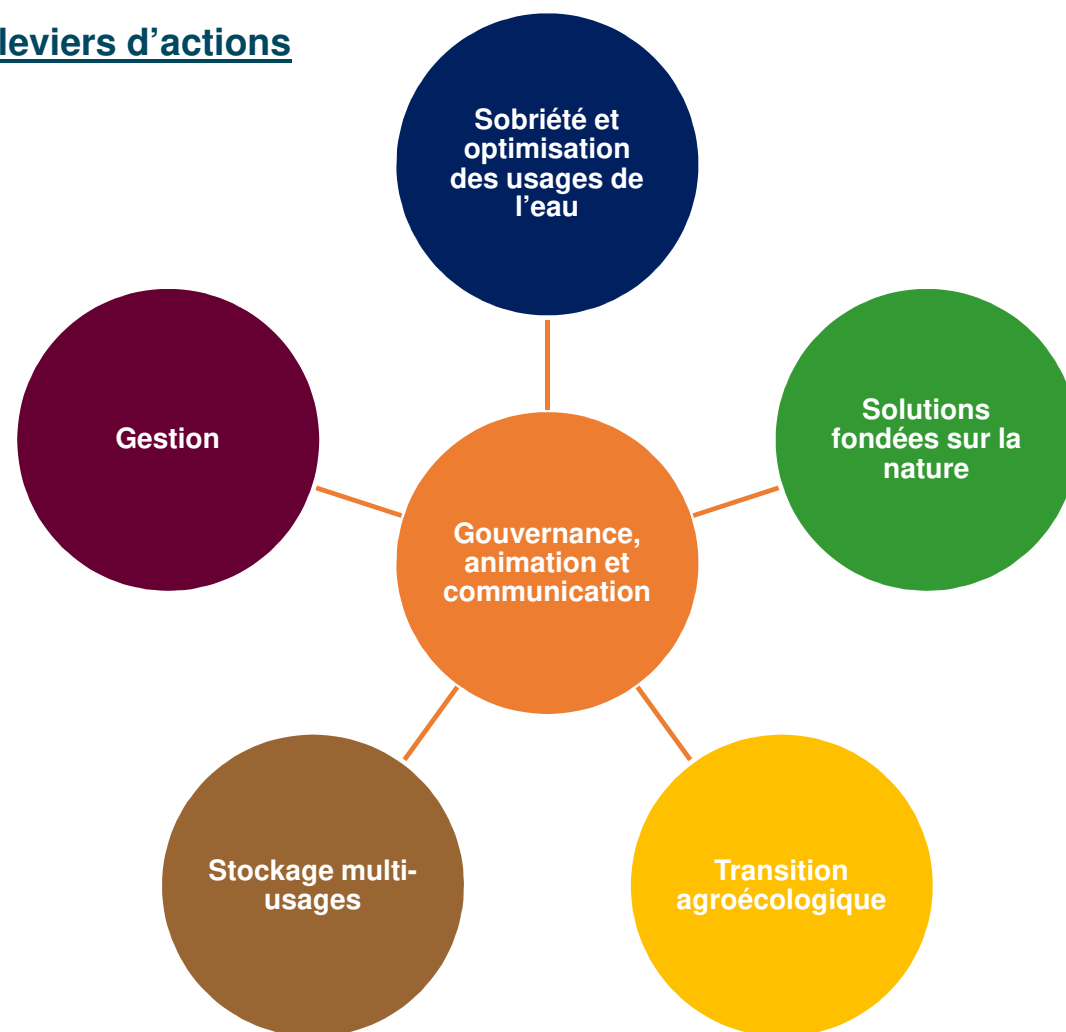 leviers d’actions
Sobriété et
optimisation
des usages de
l’eau
Solutions
fondées sur la
nature
Gestion
Gouvernance,
animation et
communication
Stockage multi-
usages
Transition
agroécologique